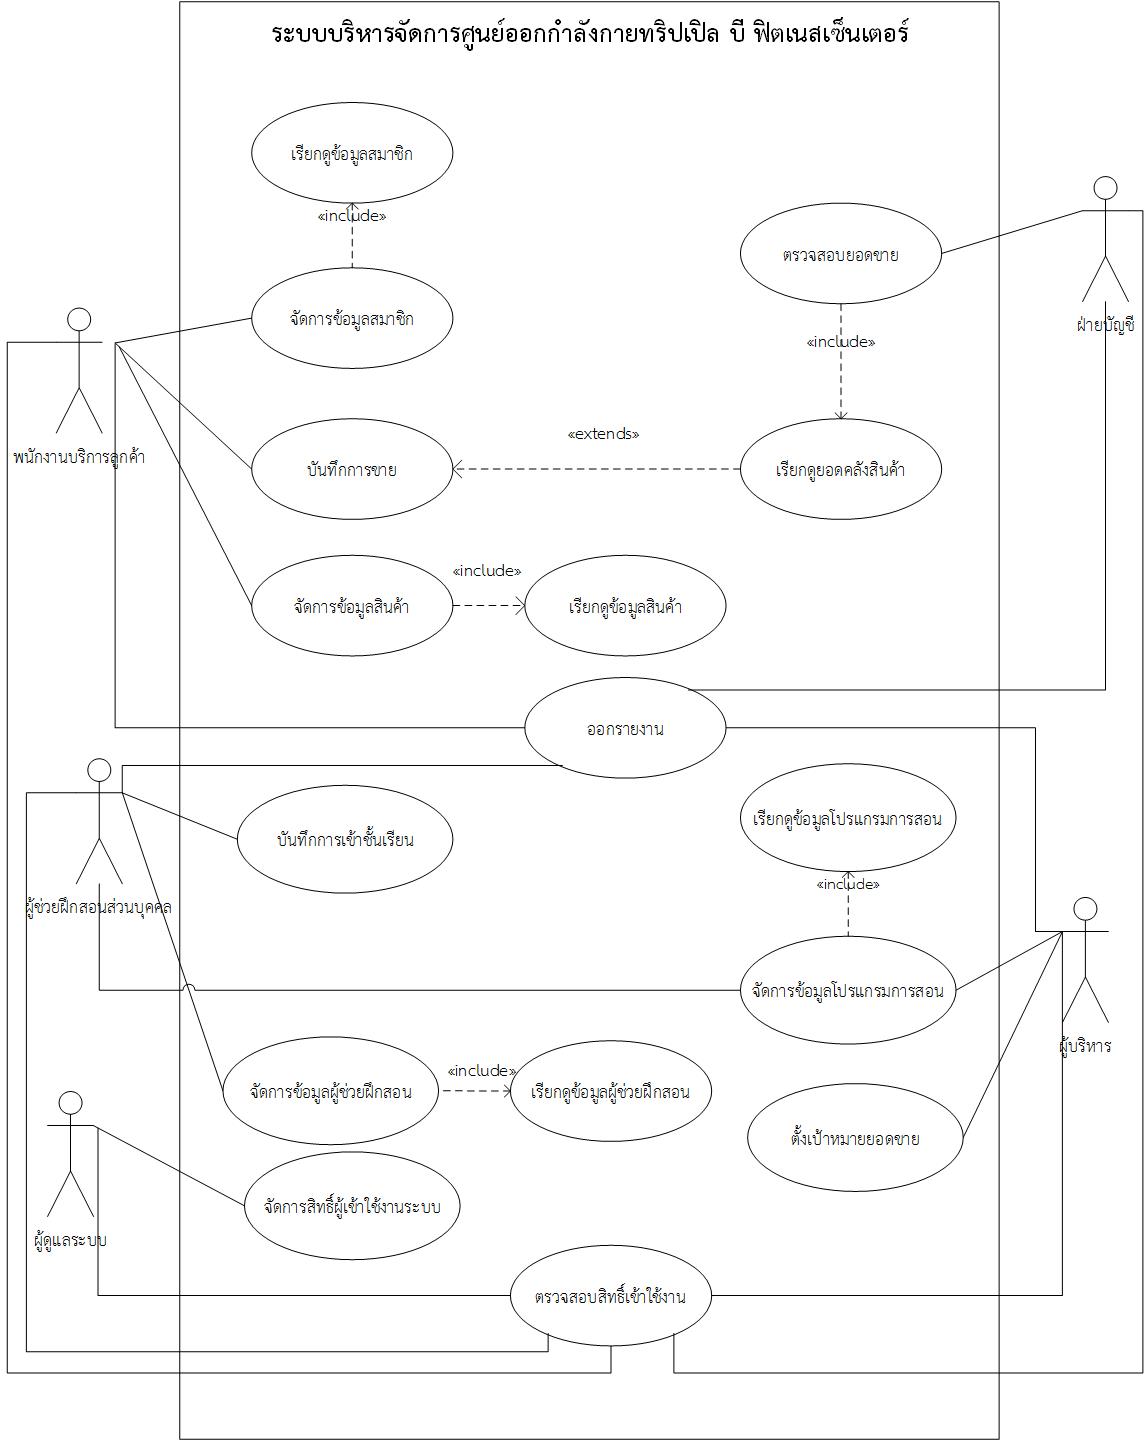 ระบบบริหารจัดการศูนย์ออกกำลังกายทริปเปิล บี ฟิตเนสเซ็นเตอร์
เรียกดูข้อมูลสมาชิก
«include»
ตรวจสอบยอดขาย
จัดการข้อมูลสมาชิก
ฝ่ายบัญชี
«include»
«extends»
พนักงานบริการลูกค้า
บันทึกการขาย
เรียกดูยอดคลังสินค้า
«include»
จัดการข้อมูลสินค้า
เรียกดูข้อมูลสินค้า
ออกรายงาน
เรียกดูข้อมูลโปรแกรมการสอน
บันทึกการเข้าชั้นเรียน
«include»
ผู้ช่วยฝึกสอนส่วนบุคคล
จัดการข้อมูลโปรแกรมการสอน
ผู้บริหาร
«include»
จัดการข้อมูลผู้ช่วยฝึกสอน
เรียกดูข้อมูลผู้ช่วยฝึกสอน
ตั้งเป้าหมายยอดขาย
จัดการสิทธิ์ผู้เข้าใช้งานระบบ
ผู้ดูแลระบบ
ตรวจสอบสิทธิ์เข้าใช้งาน